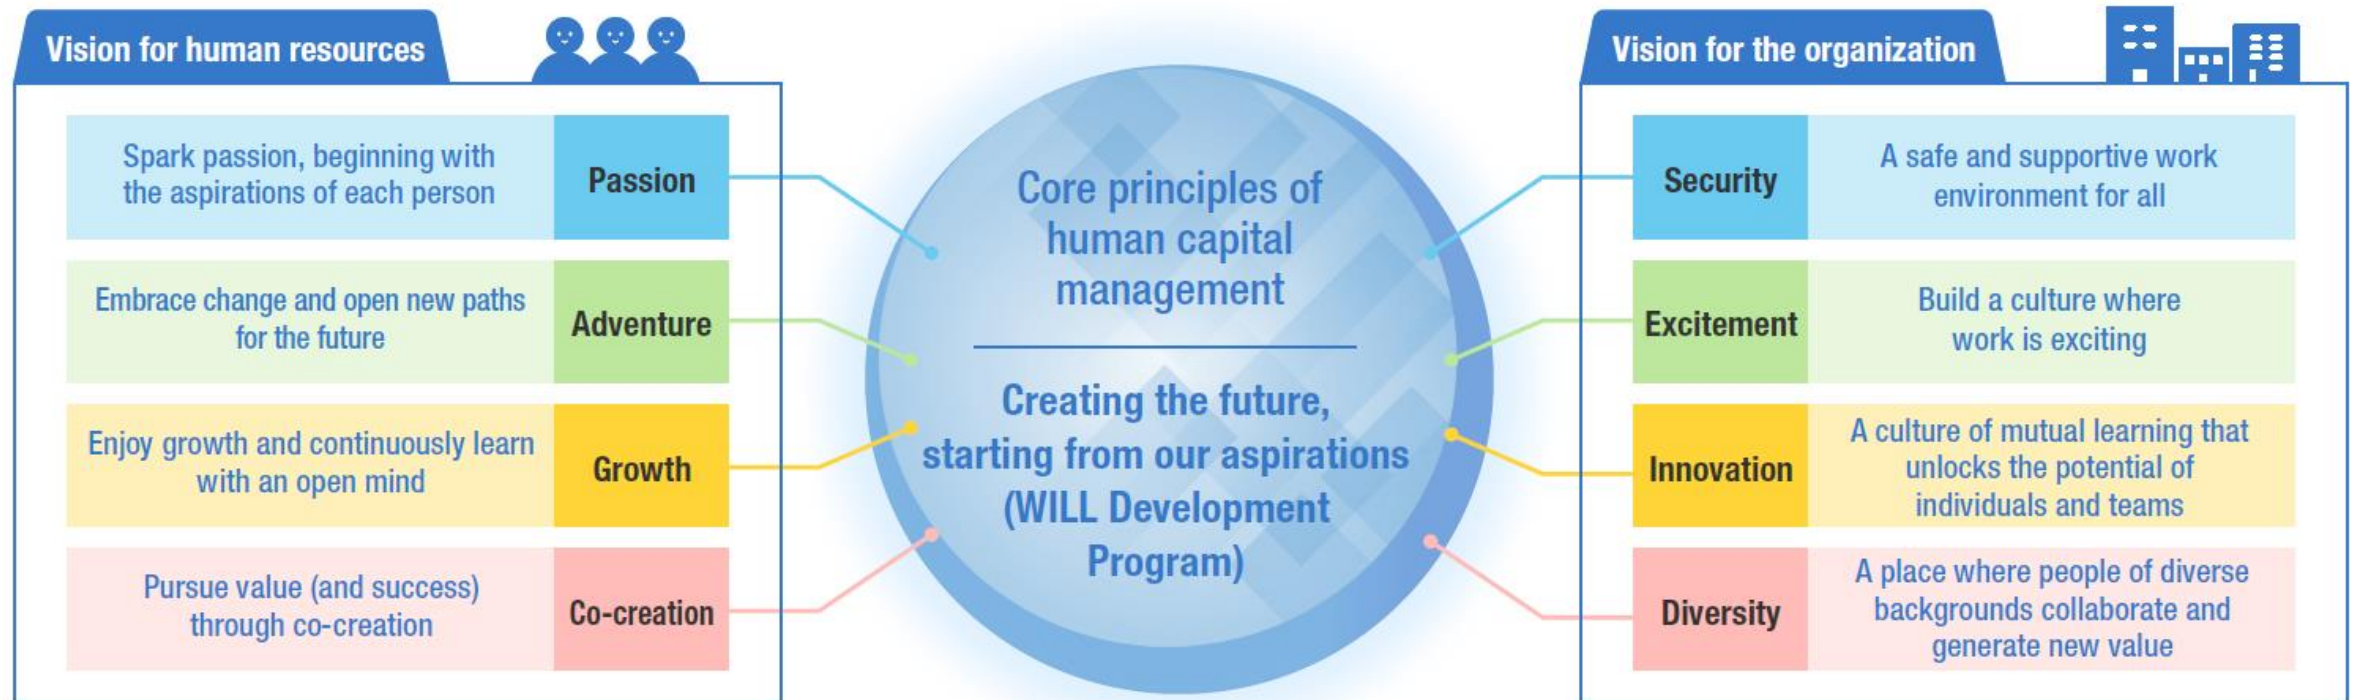 Vision for human resources
Spark passion, beginning with
the aspirations of each person
Passion
Embrace change and open new paths
for the future
Adventure
Enjoy growth and continuously learn
with an open mind
Growth
Pursue value (and success)
through co-creation
Co-creation
Core principles of
human capital
management
Creating the future,
starting from our aspirations
(WILL Development
Program)
Vision for the organization
Security
A safe and supportive work
environment for all
Excitement
Build a culture where
work is exciting
Innovation
A culture of mutual learning that
unlocks the potential of
individuals and teams
Diversity
A place where people of diverse
backgrounds collaborate and
generate new value